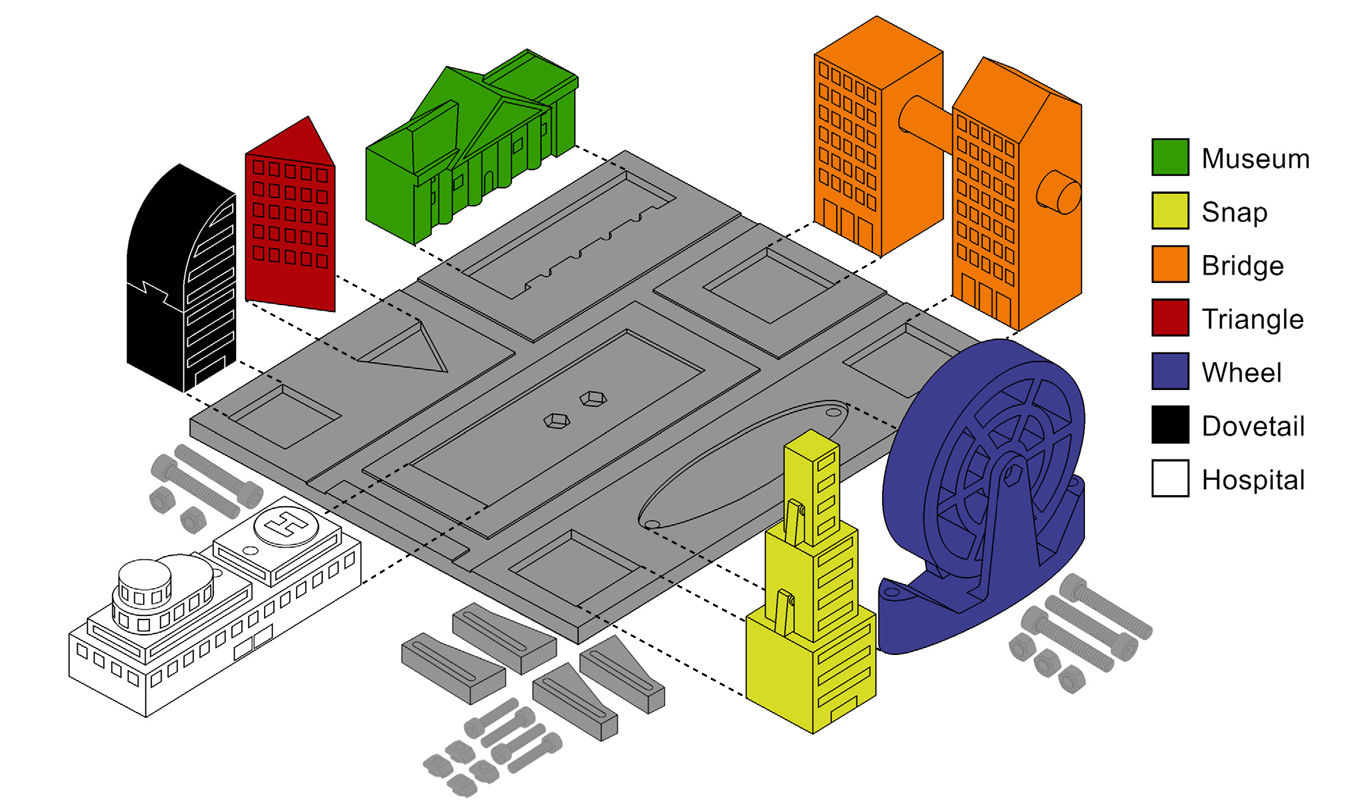 H
Museum
Snap
Bridge
Triangle
Wheel
Dovetail
Hospital